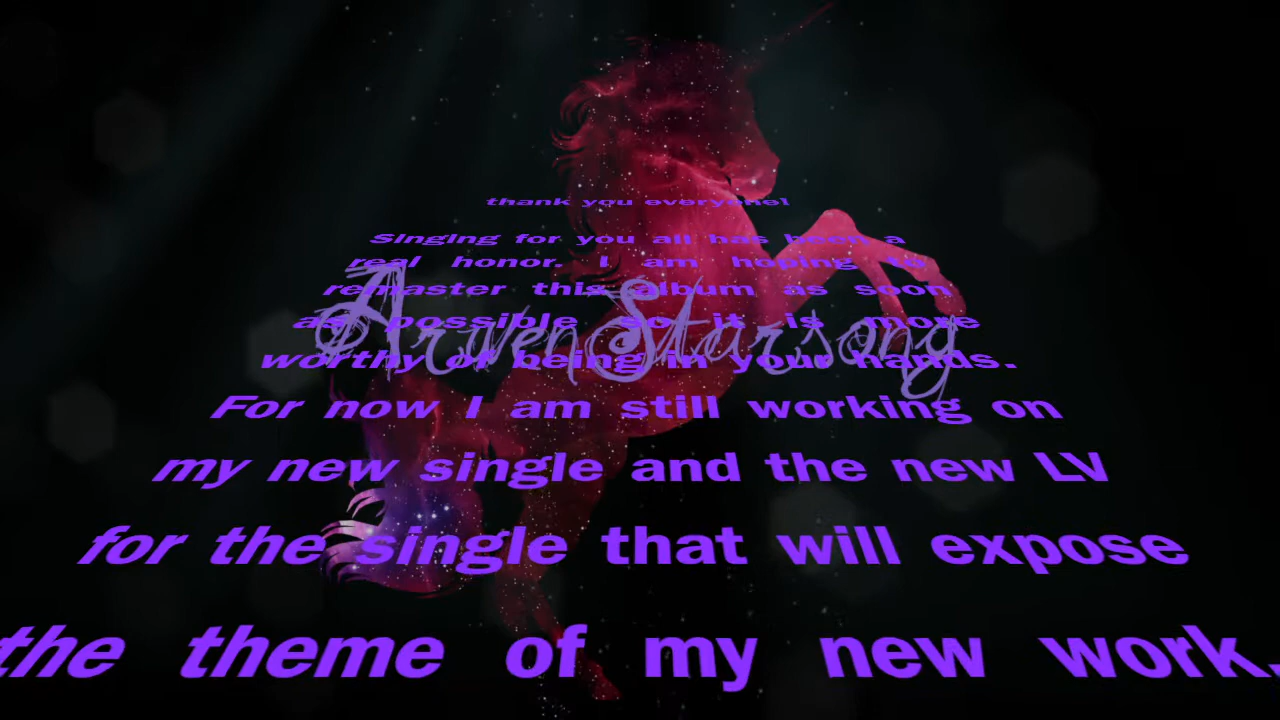 thank you everyone!
Singing for you all has been a
real honor. I am hoping to
remaster this album as soon
as possible so it is more
ArwenStarsong
worthy of being in your hands.
For now I am still working on
my new single and the new LV
for the single that will expose
the theme of my new work.